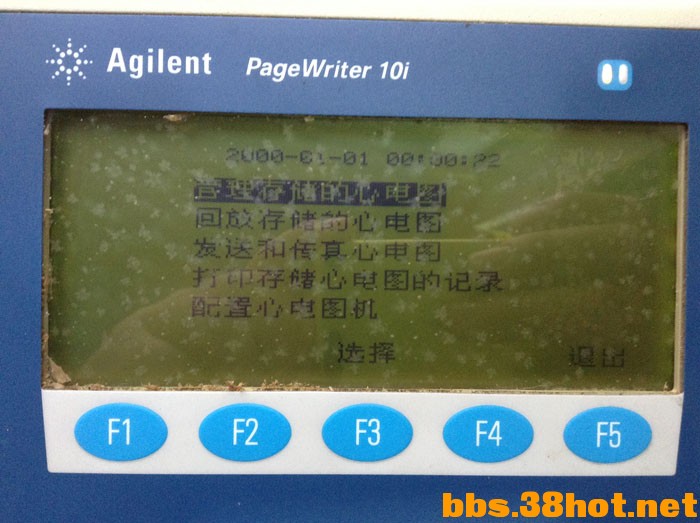 Agilent PageWriter 10i
2000-01-01 00:00:22
管理存储的心电图
回放存储的心电图
发送和传真心电图
打印存储心电图的记录
配置心电图机
选择 退出
F1 F2 F3 F4 F5
bbs.38hot.net